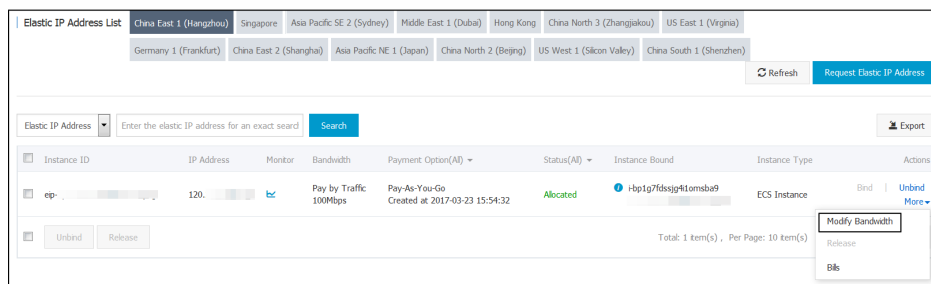 Elastic IP Address List China East 1 (Hangzhou) Singapore Asia Pacific SE 2 (Sydney) Middle East 1 (Dubai) Hong Kong China North 3 (Zhangjiakou) US East 1 (Virginia)
Germany 1 (Frankfurt) China East 2 (Shanghai) Asia Pacific NE 1 (Japan) China North 2 (Beijing) US West 1 (Silicon Valley) China South 1 (Shenzhen)
Refresh Request Elastic IP Address
Elastic IP Address Enter the elastic IP address for an exact search Search Export
Instance ID IP Address Monitor Bandwidth Payment Option(All) Status(All) Instance Bound Instance Type Actions
eip- 120. Pay by Traffic Pay-As-You-Go Allocated i-bp1g7fdssjg4i1omsba9 ECS Instance Bind | Unbind
100Mbps Created at 2017-03-23 15:54:32 More
Modify Bandwidth
Unbind Release Total: 1 item(s) , Per Page: 10 item(s)
Release
Bills